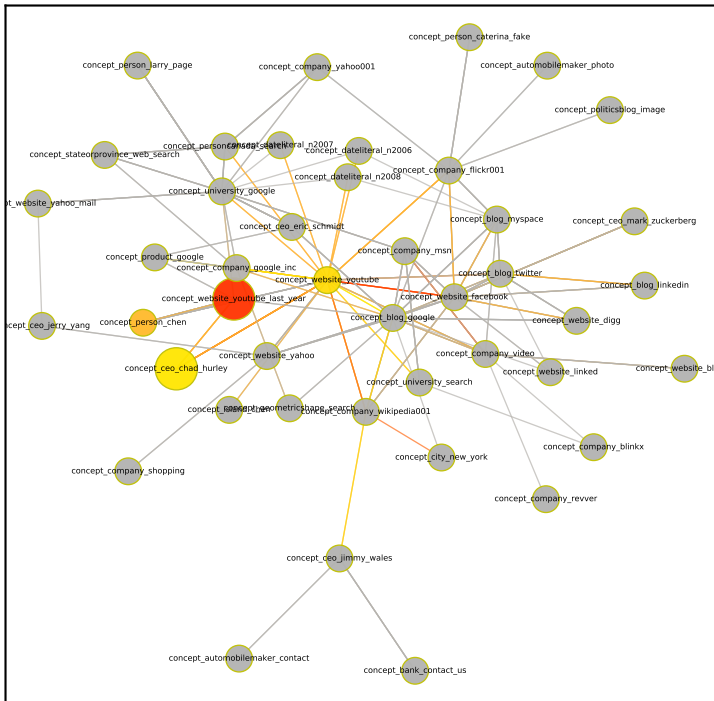 concept_person_caterina_fake
concept_person_larry_page
concept_company_yahoo001
concept_automobilemaker_photo
concept_politicsblog_image
concept_dateliteral_n2007
concept_stateorprovince_web_search
concept_dateliteral_n2006
concept_company_flickr001
concept_dateliteral_n2008
concept_university_google
pt_website_yahoo_mail
concept_blog_myspace
concept_ceo_mark_zuckerberg
concept_ceo_eric_schmidt
concept_company_msn
concept_product_google
concept_company_google_inc
concept_blog_twitter
concept_website_youtube
concept_blog_linkedin
concept_website_youtube_last_year
concept_website_facebook
concept_blog_google
concept_website_digg
ncept_ceo_jerry_yang
concept_person_chen
concept_website_yahoo
concept_company_video
concept_website_linked
concept_website_bl
concept_ceo_chad_hurley
concept_university_search
concept_geometricshape_search
concept_company_wikipedia001
concept_company_blinkx
concept_city_new_york
concept_company_shopping
concept_company_revver
concept_ceo_jimmy_wales
concept_automobilemaker_contact
concept_bank_contact_us